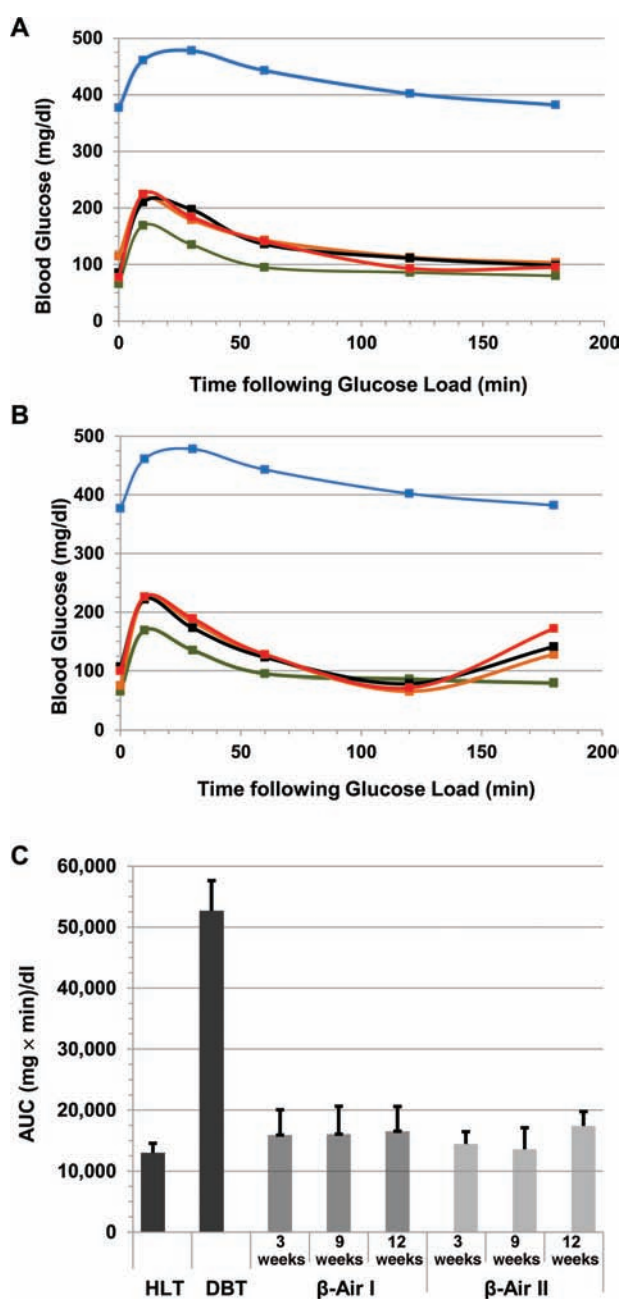 A
500
400
300
200
100
0
Blood Glucose (mg/dl)
0 50 100 150 200
Time following Glucose Load (min)
B
500
400
300
200
100
0
Blood Glucose (mg/dl)
0 50 100 150 200
Time following Glucose Load (min)
C
60,000
50,000
40,000
30,000
20,000
10,000
0
AUC (mg × min)/dl
3 9 12 3 9 12
weeks weeks weeks weeks weeks weeks
HLT DBT β-Air I β-Air II